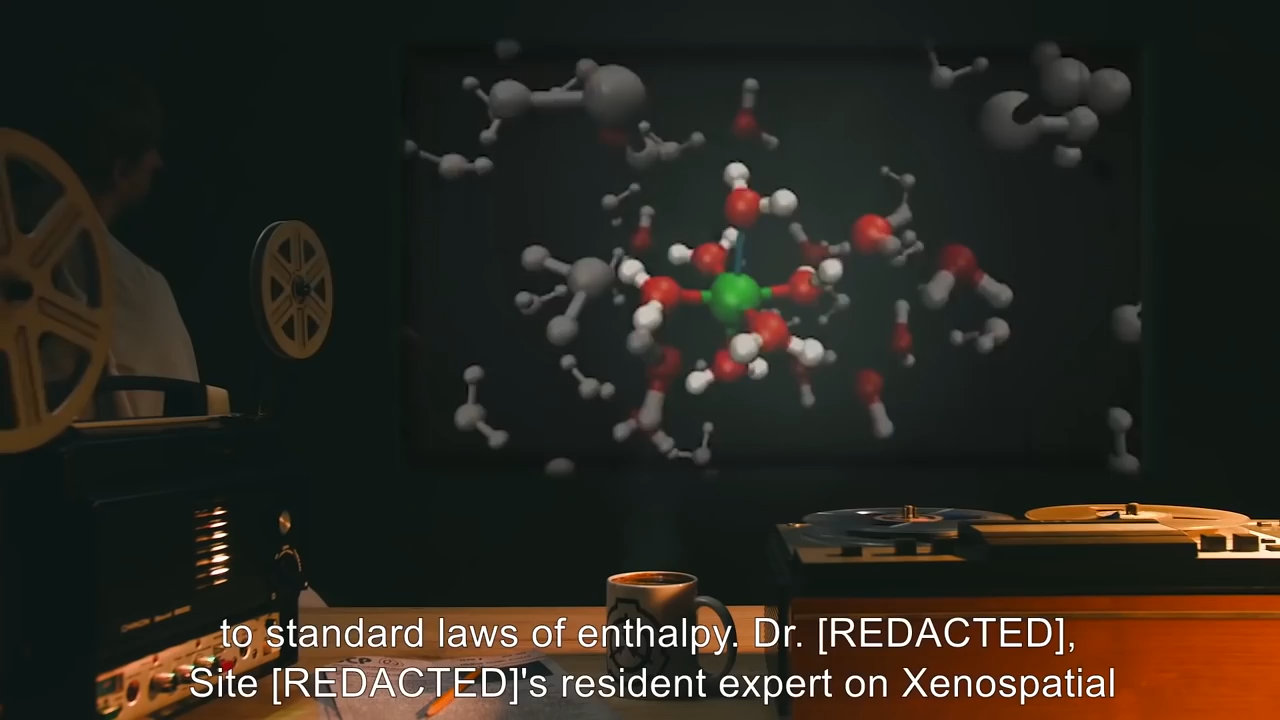 to standard laws of enthalpy. Dr. [REDACTED],
Site [REDACTED]'s resident expert on Xenospatial